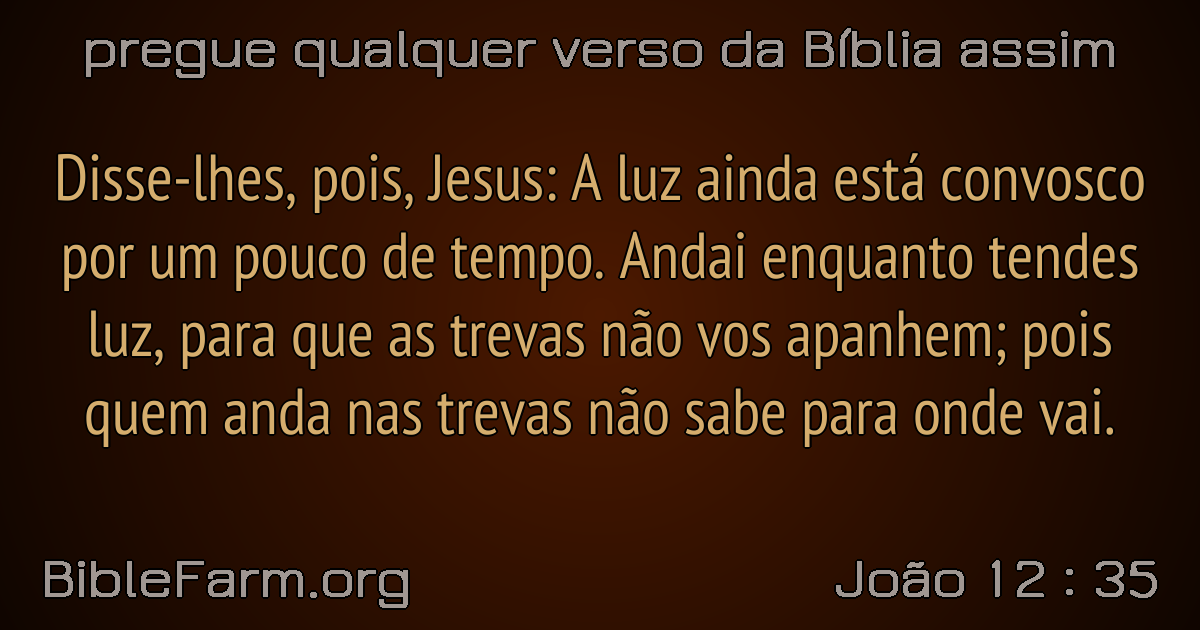 pregue qualquer verso da Bíblia assim
Disse-lhes, pois, Jesus: A luz ainda está convosco
por um pouco de tempo. Andai enquanto tendes
luz, para que as trevas não vos apanhem; pois
quem anda nas trevas não sabe para onde vai.
BibleFarm.org
João 12 : 35